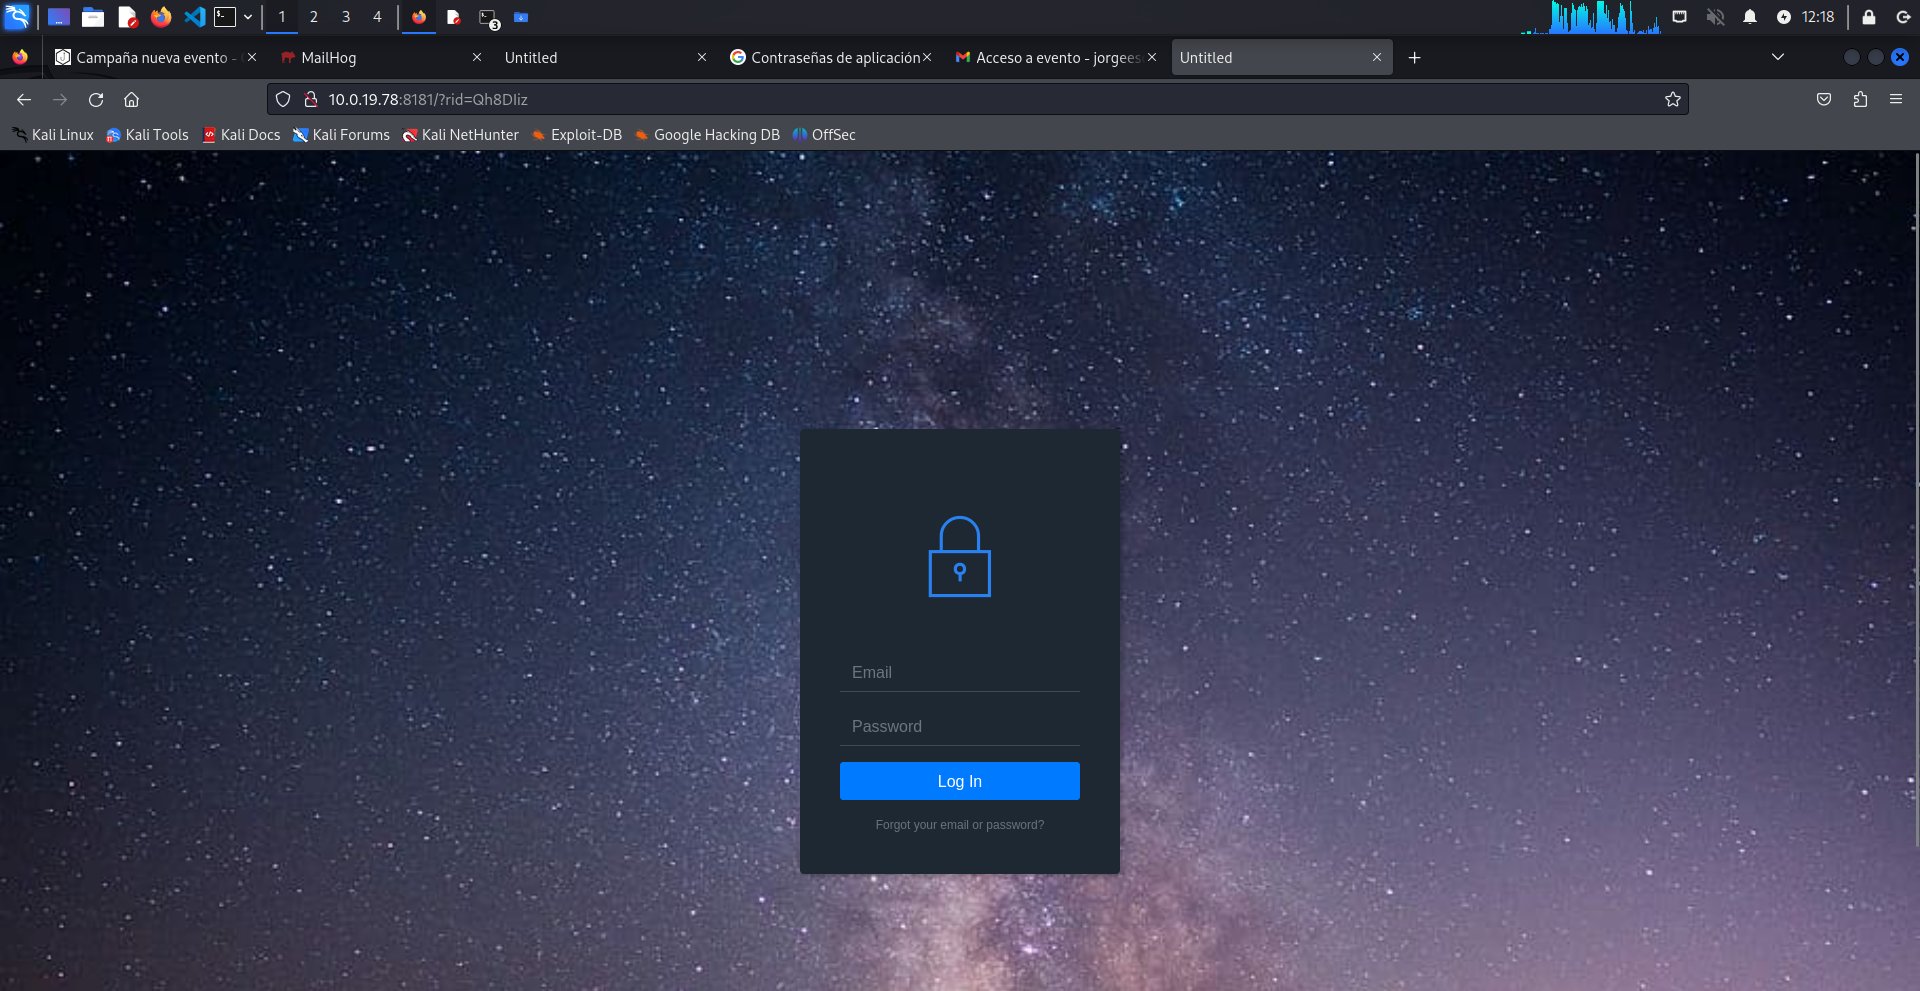 1 2 3 4 3 12:18
Campaña nueva evento - MailHog Untitled Contraseñas de aplicación Acceso a evento - jorgees Untitled
10.0.19.78:8181/?rid=Qh8DIiz
Kali Linux Kali Tools Kali Docs Kali Forums Kali NetHunter Exploit-DB Google Hacking DB OffSec
Email
Password
Log In
Forgot your email or password?